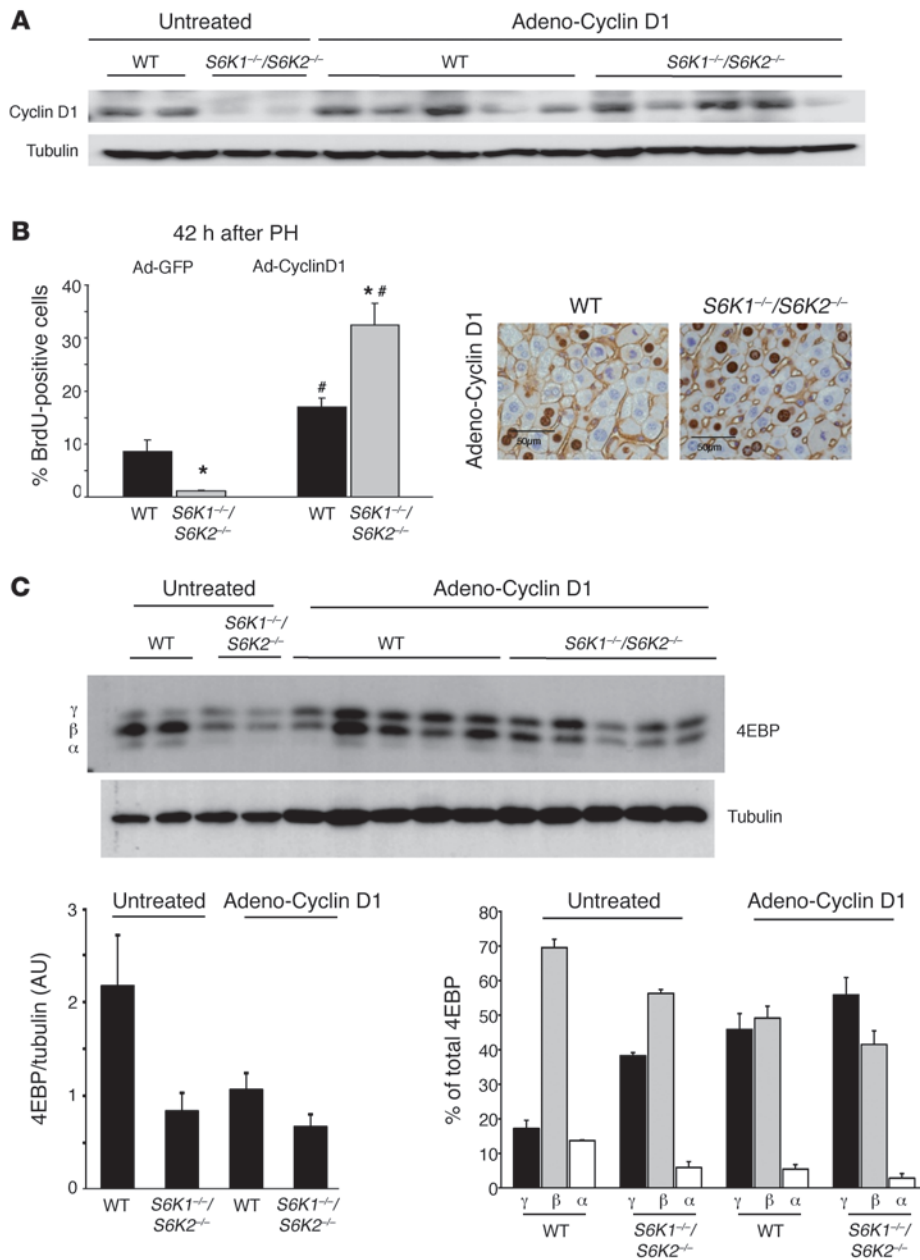 A
Untreated Adeno-Cyclin D1
WT S6K1–/–/S6K2–/– WT S6K1–/–/S6K2–/–
Cyclin D1
Tubulin
B
42 h after PH
Ad-GFP Ad-CyclinD1
% BrdU-positive cells
40
30
20
10
0
*
#
* #
WT S6K1–/–/
S6K2–/–
WT S6K1–/–/
S6K2–/–
Adeno-Cyclin D1
WT S6K1–/–/S6K2–/–
50µm 50µm
C
Untreated Adeno-Cyclin D1
WT S6K1–/–/
S6K2–/–
WT S6K1–/–/S6K2–/–
γ
β
α
4EBP
Tubulin
Untreated Adeno-Cyclin D1
4EBP/tubulin (AU)
3
2
1
0
WT S6K1–/–/
S6K2–/–
WT S6K1–/–/
S6K2–/–
Untreated Adeno-Cyclin D1
% of total 4EBP
80
70
60
50
40
30
20
10
0
γ β α γ β α γ β α γ β α
WT S6K1–/–/
S6K2–/–
WT S6K1–/–/
S6K2–/–